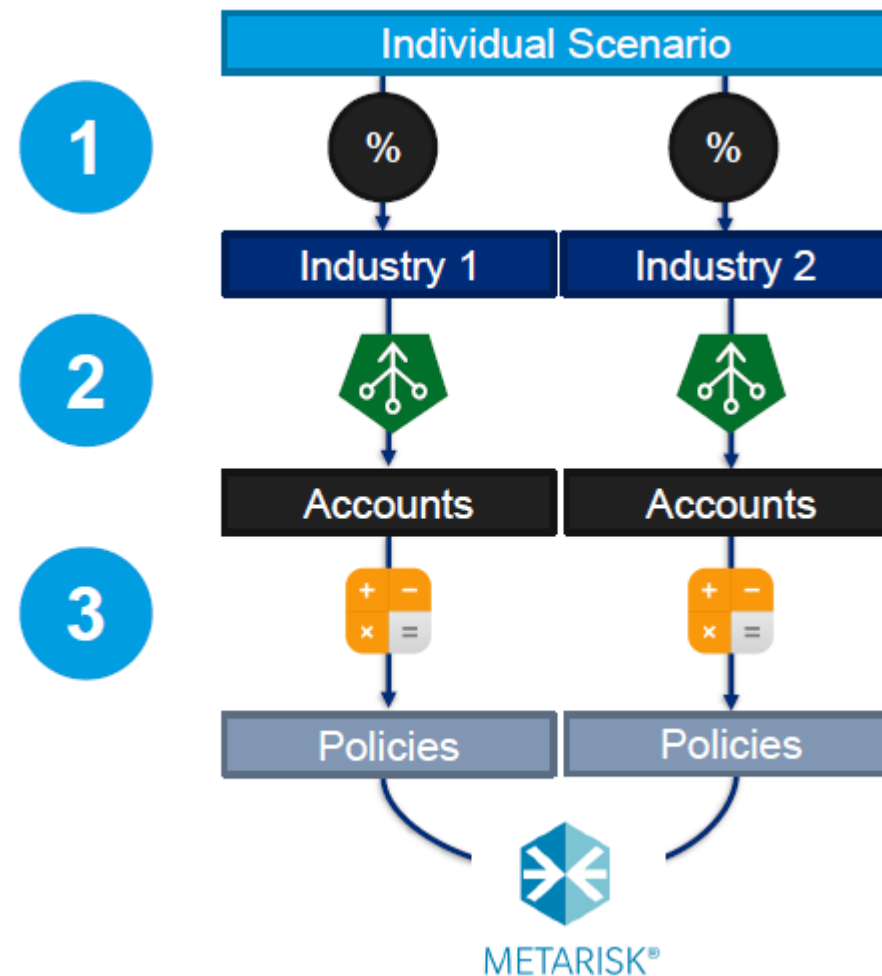 Individual Scenario
1
%
%
Industry 1
Industry 2
2
Accounts
Accounts
3
+ −
× =
+ −
× =
Policies
Policies
METARISK®